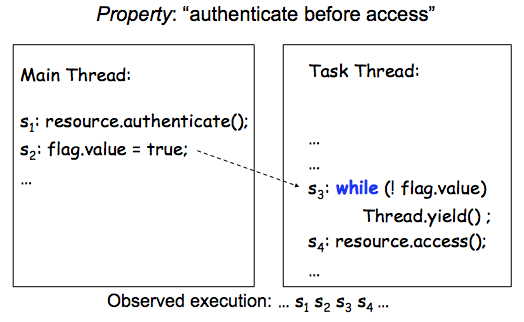 Property: “authenticate before access”
Main Thread:
s1: resource.authenticate();
s2: flag.value = true;
...
Task Thread:
...
...
s3: while (! flag.value)
Thread.yield() ;
s4: resource.access();
...
Observed execution: ... s1 s2 s3 s4 ...